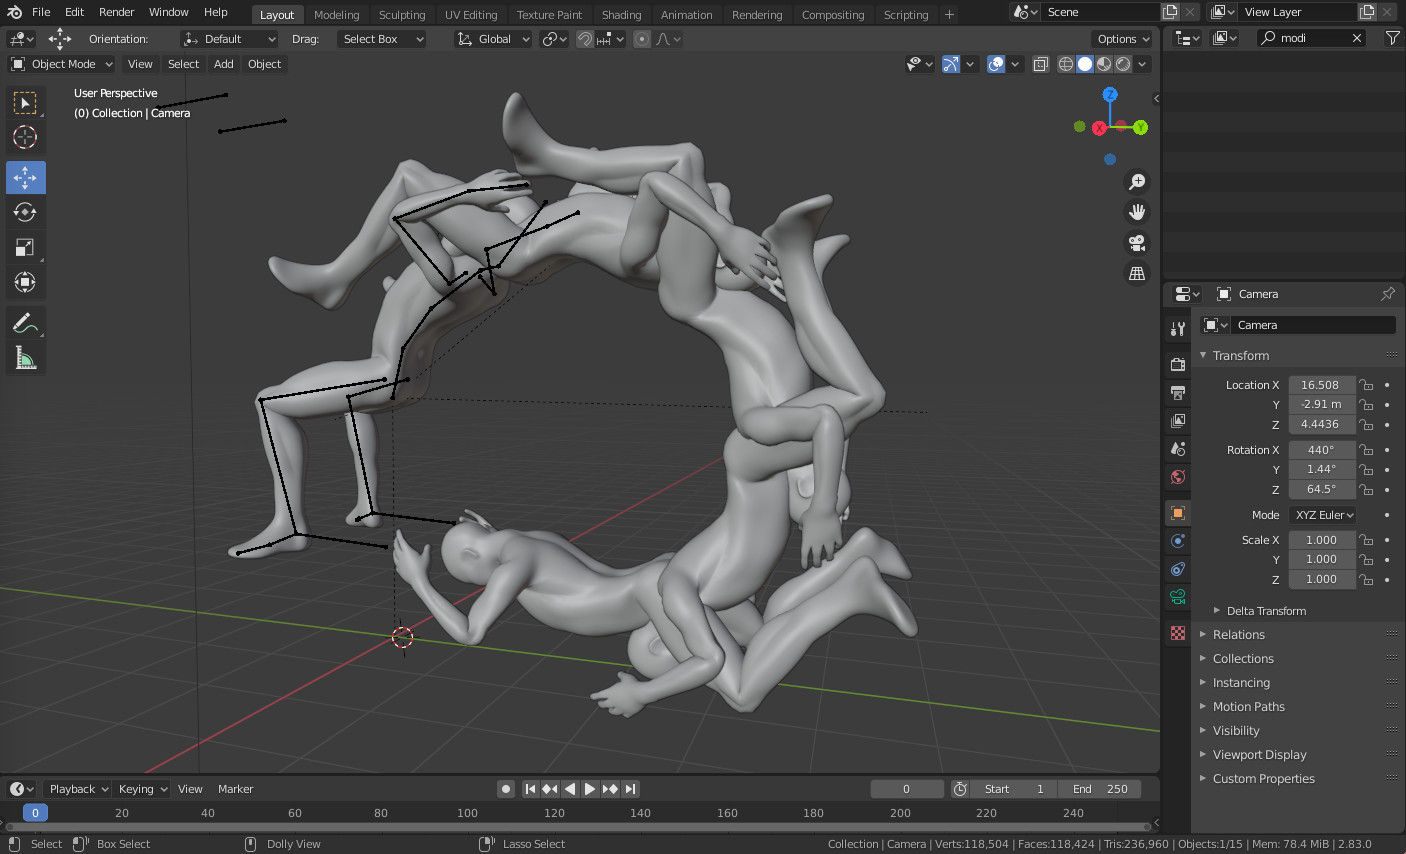 File Edit Render Window Help Layout Modeling Sculpting UV Editing Texture Paint Shading Animation Rendering Compositing Scripting + Scene View Layer
Orientation: Default Drag: Select Box Global Options modi
Object Mode View Select Add Object
User Perspective
(0) Collection | Camera
Z
X
Y
Camera
Camera
Transform
Location X 16.508
Y -2.91 m
Z 4.4436
Rotation X 440°
Y 1.44°
Z 64.5°
Mode XYZ Euler
Scale X 1.000
Y 1.000
Z 1.000
Delta Transform
Relations
Collections
Instancing
Motion Paths
Visibility
Viewport Display
Custom Properties
Playback Keying View Marker 0 Start 1 End 250
0 20 40 60 80 100 120 140 160 180 200 220 240
Select Box Select Dolly View Lasso Select Collection | Camera | Verts:118,504 | Faces:118,424 | Tris:236,960 | Objects:1/15 | Mem: 78.4 MiB | 2.83.0